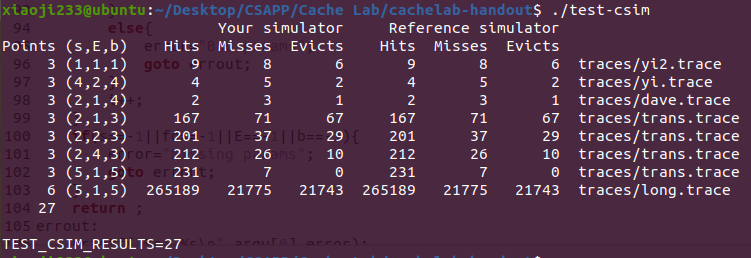 xiaoji233@ubuntu:~/Desktop/CSAPP/Cache Lab/cachelab-handout$ ./test-csim
Your simulator Reference simulator
Points (s,E,b) Hits Misses Evicts Hits Misses Evicts
3 (1,1,1) 9 8 6 9 8 6 traces/yi2.trace
3 (4,2,4) 4 5 2 4 5 2 traces/yi.trace
3 (2,1,4) 2 3 1 2 3 1 traces/dave.trace
3 (2,1,3) 167 71 67 167 71 67 traces/trans.trace
3 (2,2,3) 201 37 29 201 37 29 traces/trans.trace
3 (2,4,3) 212 26 10 212 26 10 traces/trans.trace
3 (5,1,5) 231 7 0 231 7 0 traces/trans.trace
6 (5,1,5) 265189 21775 21743 265189 21775 21743 traces/long.trace
27
TEST_CSIM_RESULTS=27